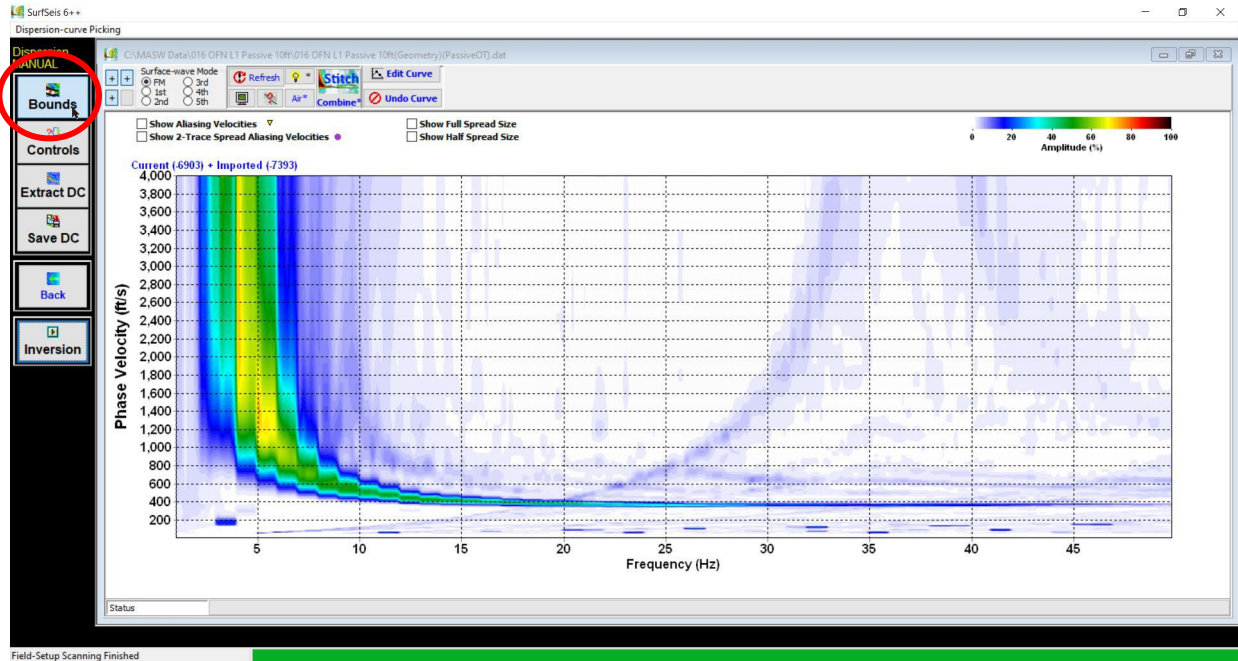 SurfSeis 6++
Dispersion-curve Picking
Dispersion
MANUAL
Bounds
Controls
Extract DC
Save DC
Back
Inversion
C:\MASW Data\016 OFN L1 Passive 10ft\016 OFN L1 Passive 10ft(Geometry)(PassiveOT).dat
Surface-wave Mode
FM 3rd
1st 4th
2nd 5th
Refresh
Air*
Stitch
Combine*
Edit Curve
Undo Curve
Show Aliasing Velocities
Show 2-Trace Spread Aliasing Velocities
Show Full Spread Size
Show Half Spread Size
0 20 40 60 80 100
Amplitude (%)
Current (-6903) + Imported (-7393)
4,000
3,800
3,600
3,400
3,200
3,000
2,800
2,600
2,400
2,200
2,000
1,800
1,600
1,400
1,200
1,000
800
600
400
200
Phase Velocity (ft/s)
5 10 15 20 25 30 35 40 45
Frequency (Hz)
Status
Field-Setup Scanning Finished